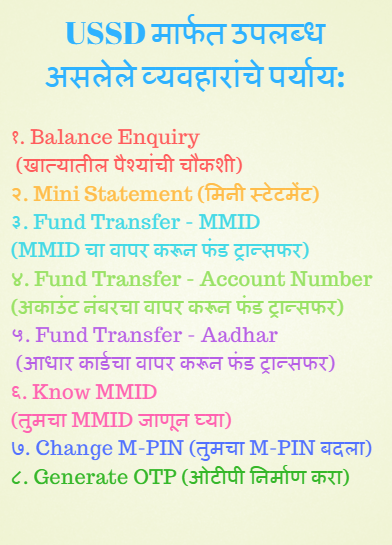 USSD मार्फत उपलब्ध
असलेले व्यवहारांचे पर्याय:
१. Balance Enquiry
(खात्यातील पैश्यांची चौकशी)
२. Mini Statement (मिनी स्टेटमेंट)
३. Fund Transfer - MMID
(MMID चा वापर करून फंड ट्रान्सफर)
४. Fund Transfer - Account Number
(अकाउंट नंबरचा वापर करून फंड ट्रान्सफर)
५. Fund Transfer - Aadhar
(आधार कार्डचा वापर करून फंड ट्रान्सफर)
६. Know MMID
(तुमचा MMID जाणून घ्या)
७. Change M-PIN (तुमचा M-PIN बदला)
८. Generate OTP (ओटीपी निर्माण करा)